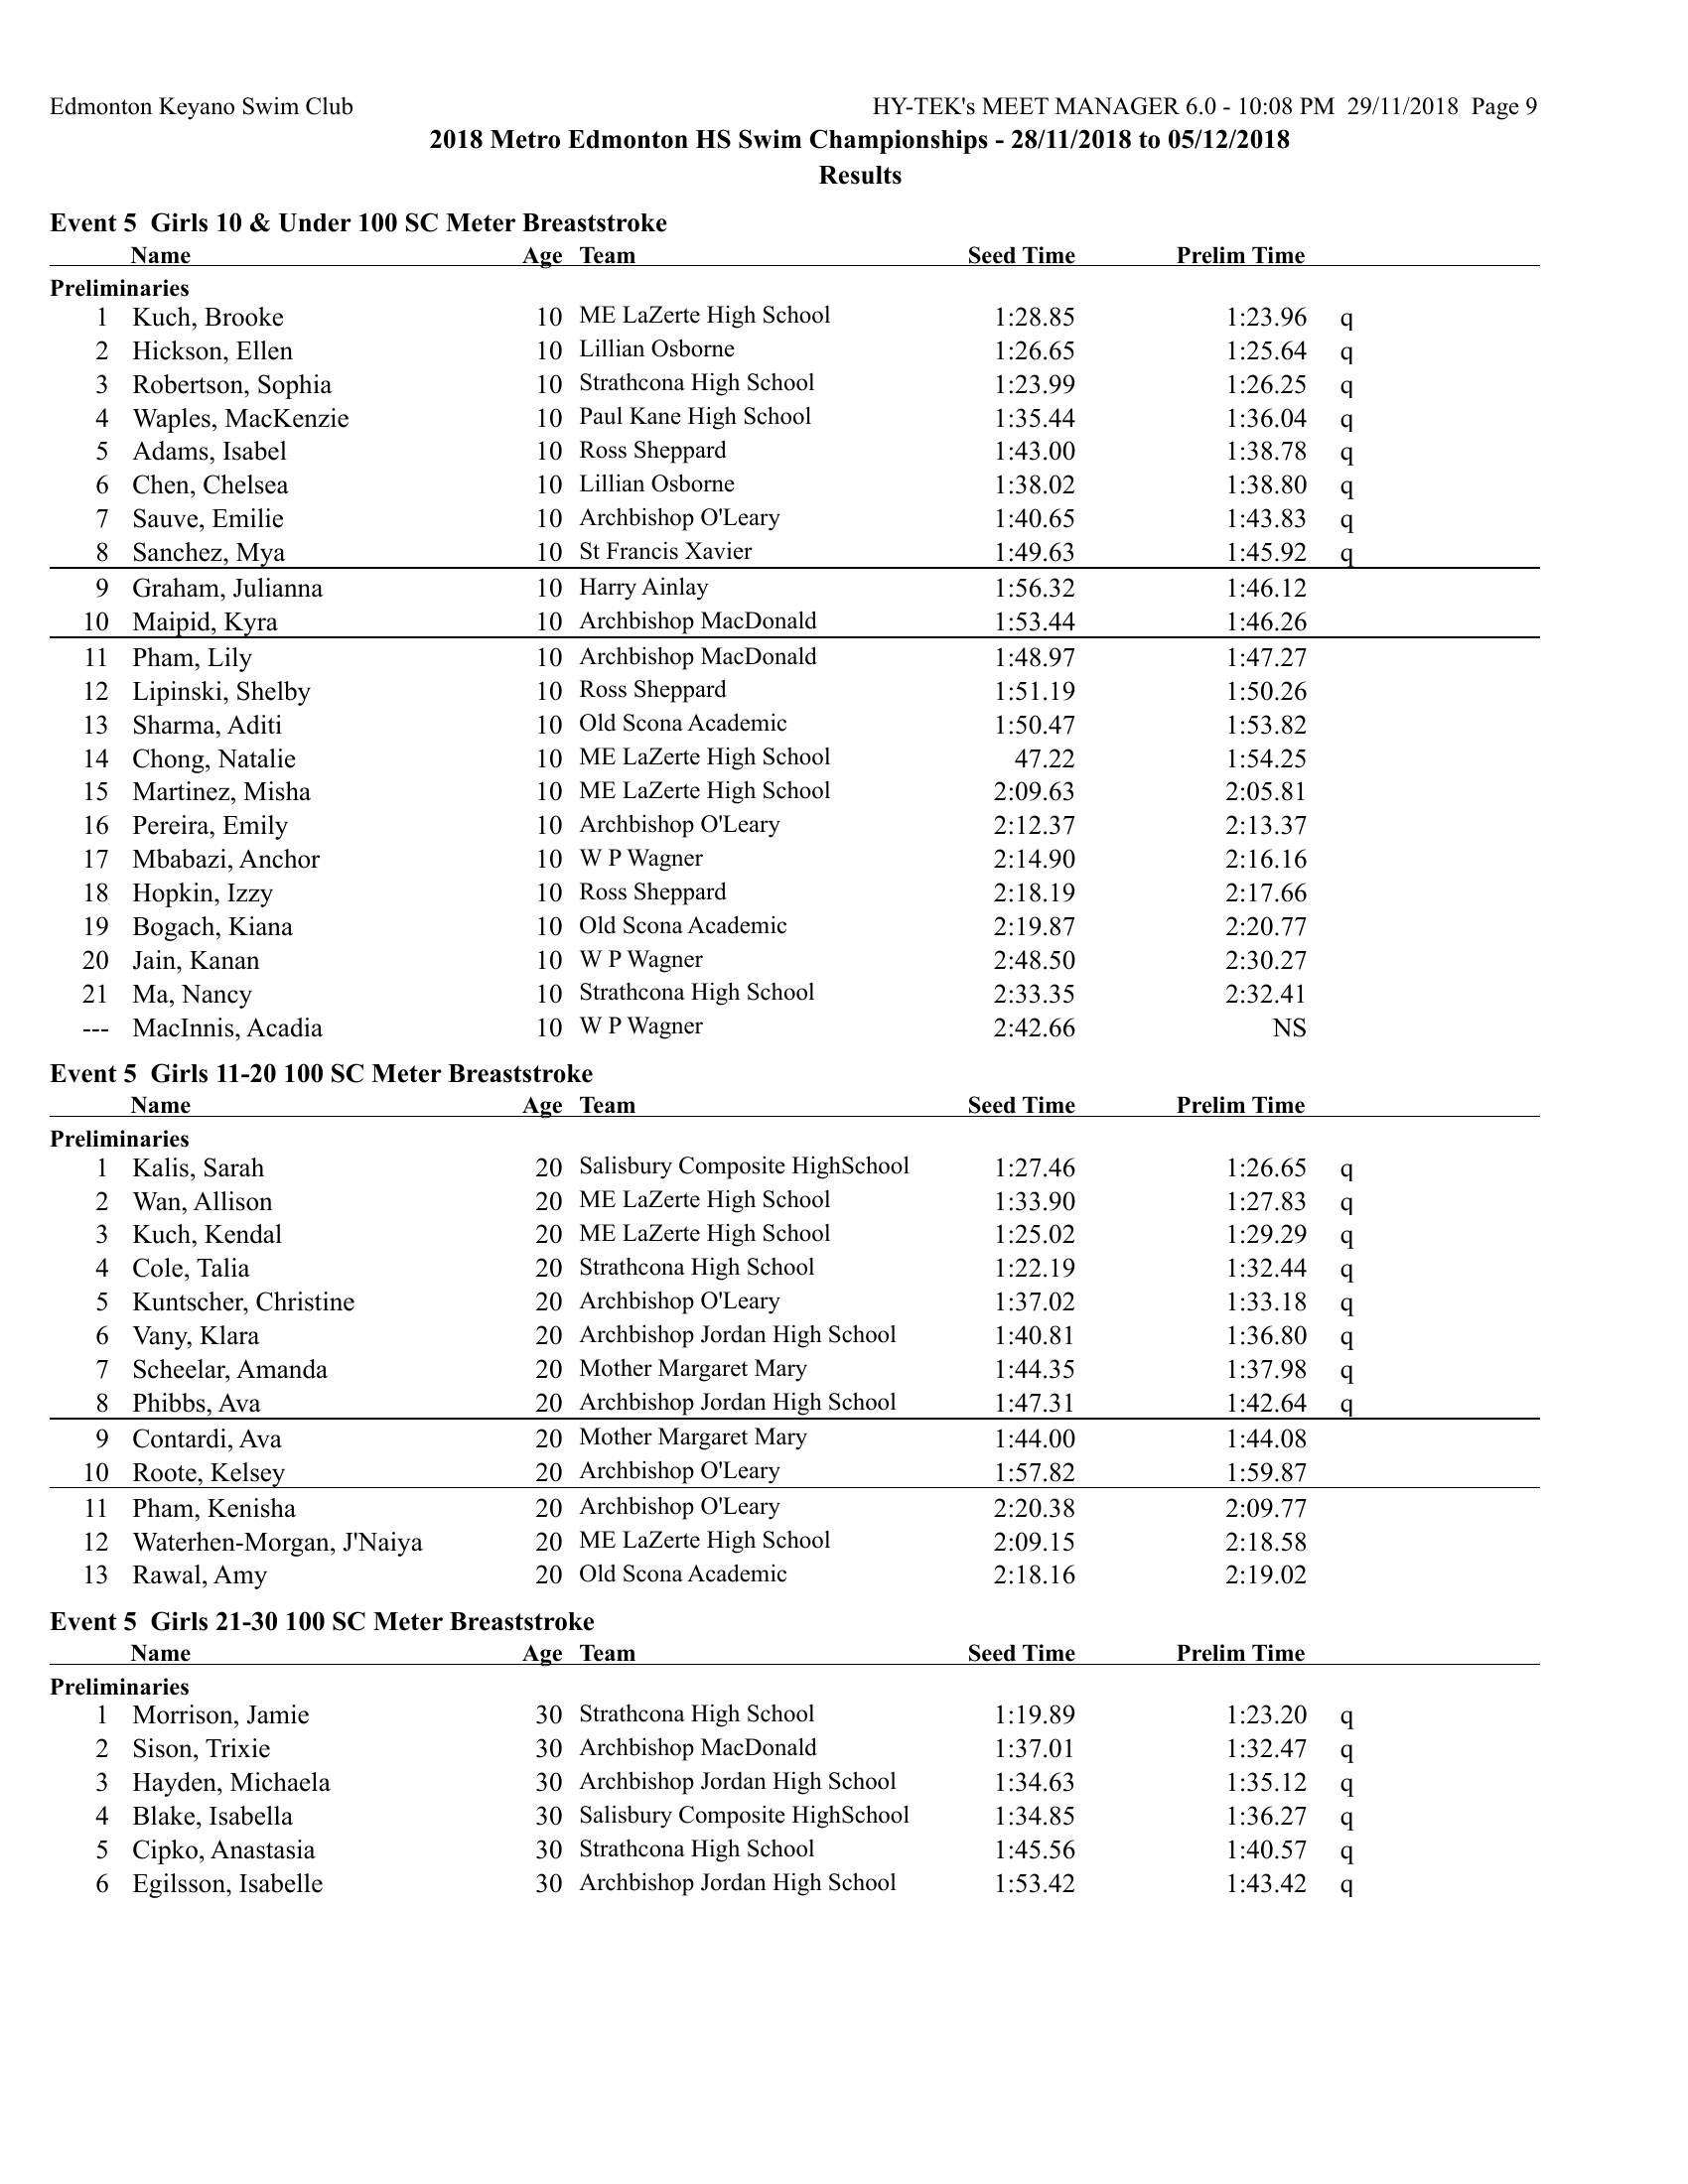 Edmonton Keyano Swim Club HY-TEK's MEET MANAGER 6.0 - 10:08 PM 29/11/2018 Page 9
2018 Metro Edmonton HS Swim Championships - 28/11/2018 to 05/12/2018
Results
Event 5 Girls 10 & Under 100 SC Meter Breaststroke
Name Age Team Seed Time Prelim Time
Preliminaries
1 Kuch, Brooke 10 ME LaZerte High School 1:28.85 1:23.96 q
2 Hickson, Ellen 10 Lillian Osborne 1:26.65 1:25.64 q
3 Robertson, Sophia 10 Strathcona High School 1:23.99 1:26.25 q
4 Waples, MacKenzie 10 Paul Kane High School 1:35.44 1:36.04 q
5 Adams, Isabel 10 Ross Sheppard 1:43.00 1:38.78 q
6 Chen, Chelsea 10 Lillian Osborne 1:38.02 1:38.80 q
7 Sauve, Emilie 10 Archbishop O'Leary 1:40.65 1:43.83 q
8 Sanchez, Mya 10 St Francis Xavier 1:49.63 1:45.92 q
9 Graham, Julianna 10 Harry Ainlay 1:56.32 1:46.12
10 Maipid, Kyra 10 Archbishop MacDonald 1:53.44 1:46.26
11 Pham, Lily 10 Archbishop MacDonald 1:48.97 1:47.27
12 Lipinski, Shelby 10 Ross Sheppard 1:51.19 1:50.26
13 Sharma, Aditi 10 Old Scona Academic 1:50.47 1:53.82
14 Chong, Natalie 10 ME LaZerte High School 47.22 1:54.25
15 Martinez, Misha 10 ME LaZerte High School 2:09.63 2:05.81
16 Pereira, Emily 10 Archbishop O'Leary 2:12.37 2:13.37
17 Mbabazi, Anchor 10 W P Wagner 2:14.90 2:16.16
18 Hopkin, Izzy 10 Ross Sheppard 2:18.19 2:17.66
19 Bogach, Kiana 10 Old Scona Academic 2:19.87 2:20.77
20 Jain, Kanan 10 W P Wagner 2:48.50 2:30.27
21 Ma, Nancy 10 Strathcona High School 2:33.35 2:32.41
--- MacInnis, Acadia 10 W P Wagner 2:42.66 NS
Event 5 Girls 11-20 100 SC Meter Breaststroke
Name Age Team Seed Time Prelim Time
Preliminaries
1 Kalis, Sarah 20 Salisbury Composite HighSchool 1:27.46 1:26.65 q
2 Wan, Allison 20 ME LaZerte High School 1:33.90 1:27.83 q
3 Kuch, Kendal 20 ME LaZerte High School 1:25.02 1:29.29 q
4 Cole, Talia 20 Strathcona High School 1:22.19 1:32.44 q
5 Kuntscher, Christine 20 Archbishop O'Leary 1:37.02 1:33.18 q
6 Vany, Klara 20 Archbishop Jordan High School 1:40.81 1:36.80 q
7 Scheelar, Amanda 20 Mother Margaret Mary 1:44.35 1:37.98 q
8 Phibbs, Ava 20 Archbishop Jordan High School 1:47.31 1:42.64 q
9 Contardi, Ava 20 Mother Margaret Mary 1:44.00 1:44.08
10 Roote, Kelsey 20 Archbishop O'Leary 1:57.82 1:59.87
11 Pham, Kenisha 20 Archbishop O'Leary 2:20.38 2:09.77
12 Waterhen-Morgan, J'Naiya 20 ME LaZerte High School 2:09.15 2:18.58
13 Rawal, Amy 20 Old Scona Academic 2:18.16 2:19.02
Event 5 Girls 21-30 100 SC Meter Breaststroke
Name Age Team Seed Time Prelim Time
Preliminaries
1 Morrison, Jamie 30 Strathcona High School 1:19.89 1:23.20 q
2 Sison, Trixie 30 Archbishop MacDonald 1:37.01 1:32.47 q
3 Hayden, Michaela 30 Archbishop Jordan High School 1:34.63 1:35.12 q
4 Blake, Isabella 30 Salisbury Composite HighSchool 1:34.85 1:36.27 q
5 Cipko, Anastasia 30 Strathcona High School 1:45.56 1:40.57 q
6 Egilsson, Isabelle 30 Archbishop Jordan High School 1:53.42 1:43.42 q